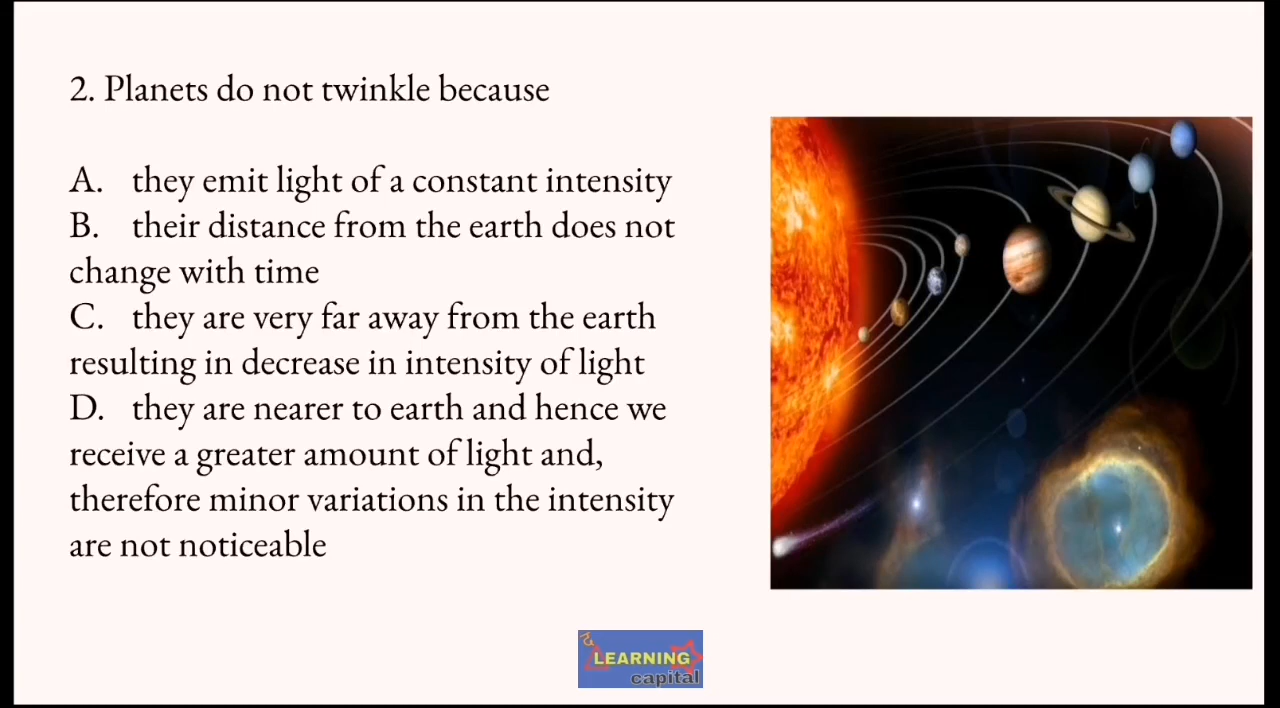 2. Planets do not twinkle because
A. they emit light of a constant intensity
B. their distance from the earth does not
change with time
C. they are very far away from the earth
resulting in decrease in intensity of light
D. they are nearer to earth and hence we
receive a greater amount of light and,
therefore minor variations in the intensity
are not noticeable
LEARNING
capital